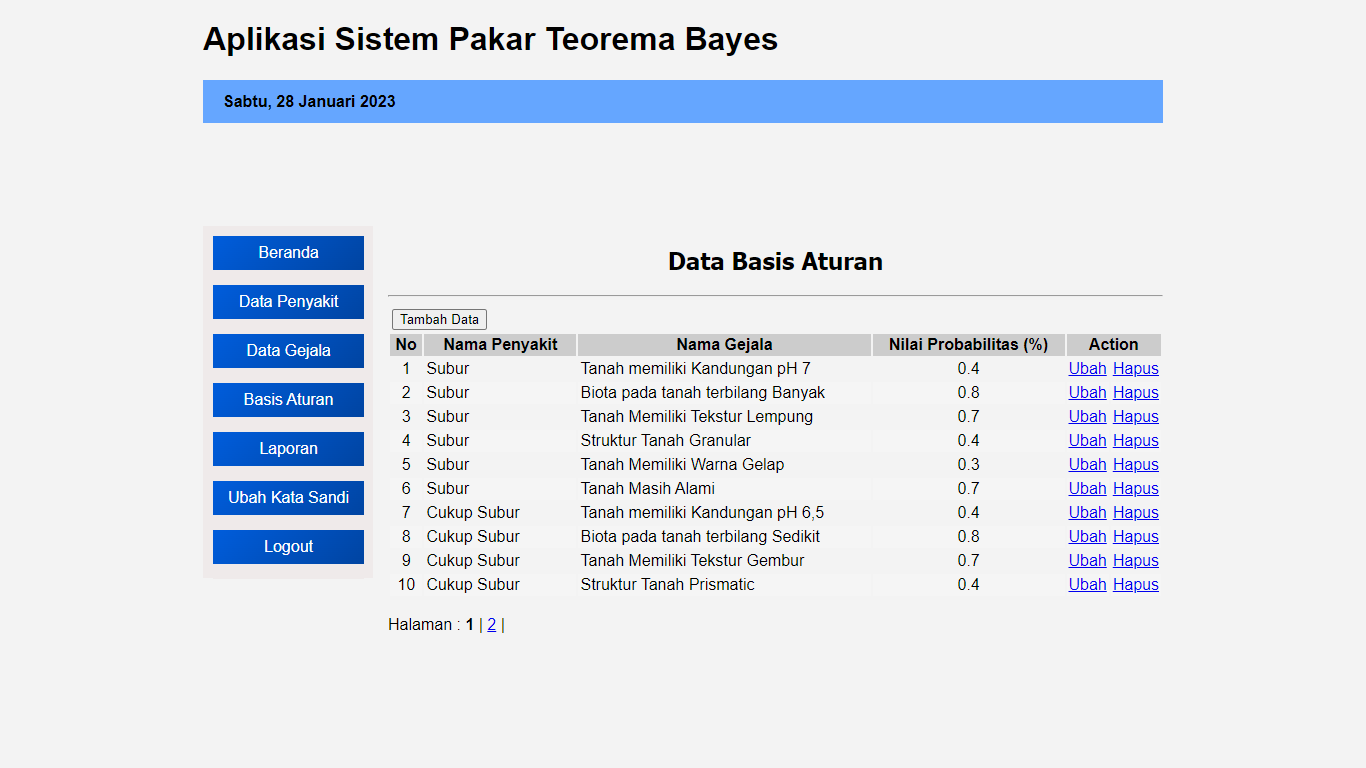 Aplikasi Sistem Pakar Teorema Bayes
Sabtu, 28 Januari 2023
Beranda
Data Penyakit
Data Gejala
Basis Aturan
Laporan
Ubah Kata Sandi
Logout
Data Basis Aturan
Tambah Data
No Nama Penyakit Nama Gejala Nilai Probabilitas (%) Action
1 Subur Tanah memiliki Kandungan pH 7 0.4 Ubah Hapus
2 Subur Biota pada tanah terbilang Banyak 0.8 Ubah Hapus
3 Subur Tanah Memiliki Tekstur Lempung 0.7 Ubah Hapus
4 Subur Struktur Tanah Granular 0.4 Ubah Hapus
5 Subur Tanah Memiliki Warna Gelap 0.3 Ubah Hapus
6 Subur Tanah Masih Alami 0.7 Ubah Hapus
7 Cukup Subur Tanah memiliki Kandungan pH 6,5 0.4 Ubah Hapus
8 Cukup Subur Biota pada tanah terbilang Sedikit 0.8 Ubah Hapus
9 Cukup Subur Tanah Memiliki Tekstur Gembur 0.7 Ubah Hapus
10 Cukup Subur Struktur Tanah Prismatic 0.4 Ubah Hapus
Halaman : 1 | 2 |